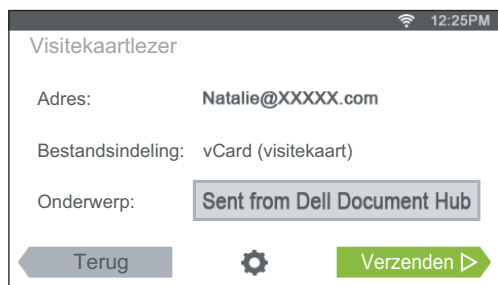 12:25PM
Visitekaartlezer
Adres: Natalie@XXXXX.com
Bestandsindeling: vCard (visitekaart)
Onderwerp: Sent from Dell Document Hub
Terug Verzenden